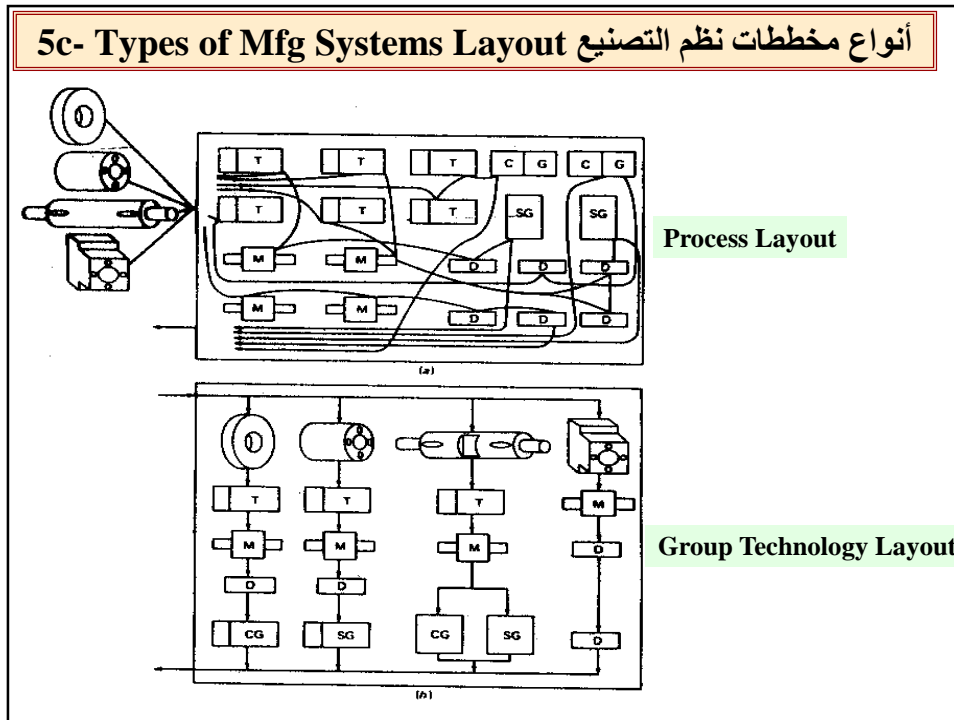 5c- Types of Mfg Systems Layout أنواع مخططات نظم التصنيع
T T T C G C G
T T T SG SG
M M D D D
M M D D D
Process Layout
(a)
T T T M
M M M D
D D
CG SG CG SG D
Group Technology Layout
(b)